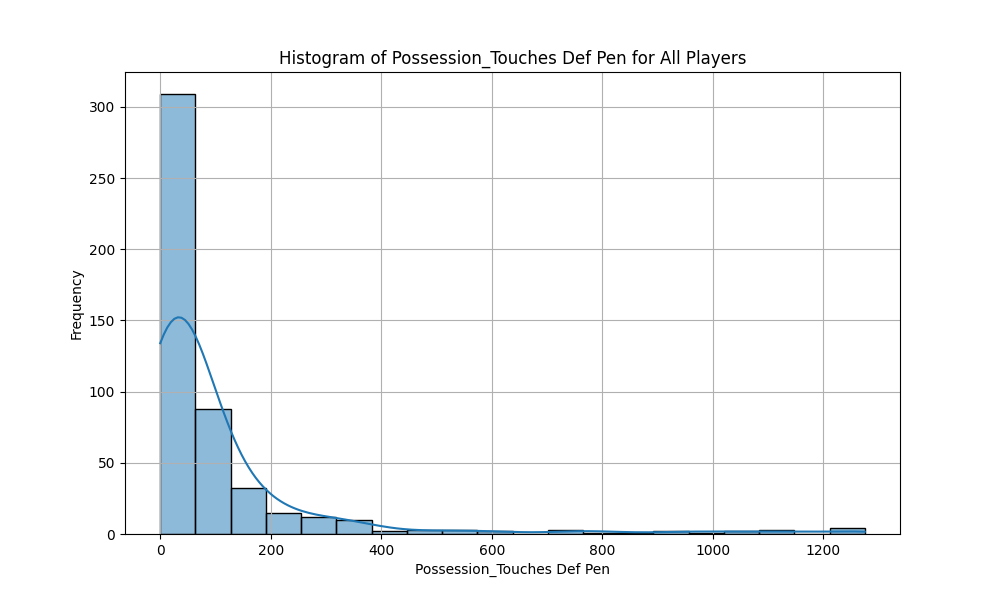 Histogram of Possession_Touches Def Pen for All Players
300
250
200
150
100
50
0
Frequency
0 200 400 600 800 1000 1200
Possession_Touches Def Pen